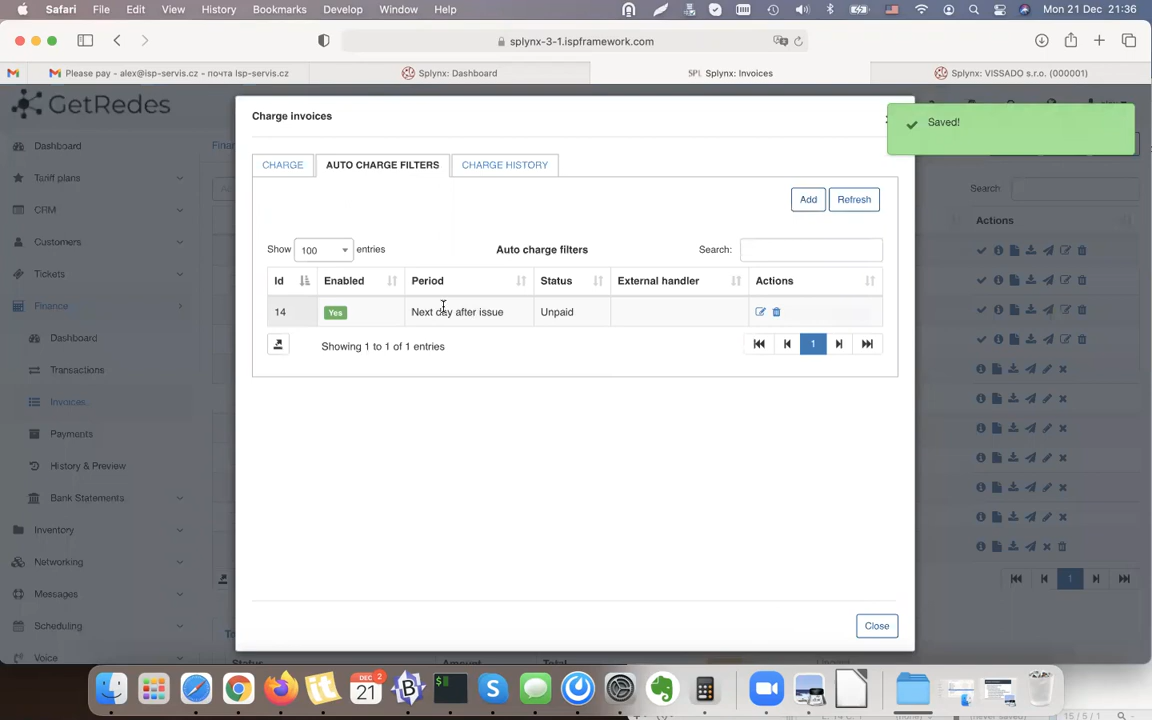 Safari File Edit View History Bookmarks Develop Window Help Mon 21 Dec 21:36
splynx-3-1.ispframework.com
Please pay - alex@isp-servis.cz - почта Isp-servis.cz
Splynx: Dashboard
Splynx: Invoices
Splynx: VISSADO s.r.o. (000001)
GetRedes
Dashboard
Tariff plans
CRM
Customers
Tickets
Finance
Dashboard
Transactions
Invoices
Payments
History & Preview
Bank Statements
Inventory
Networking
Messages
Scheduling
Voice
Charge invoices
Saved!
CHARGE AUTO CHARGE FILTERS CHARGE HISTORY
Add Refresh
Show 100 entries Auto charge filters Search:
Id Enabled Period Status External handler Actions
14 Yes Next day after issue Unpaid
Showing 1 to 1 of 1 entries 1
Close
Search:
Actions
1
Status Amount Total
DEC
21
2